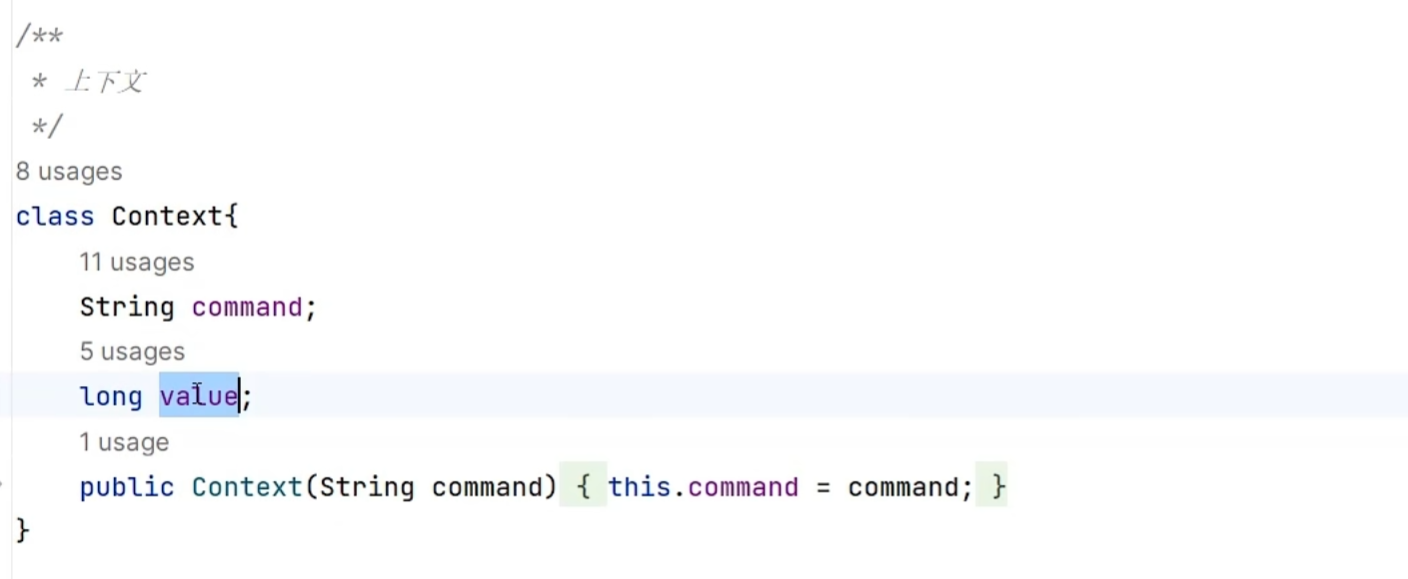 /**
 * 上下文
 */
8 usages
class Context{
11 usages
String command;
5 usages
long value;
1 usage
public Context(String command) { this.command = command; }
}